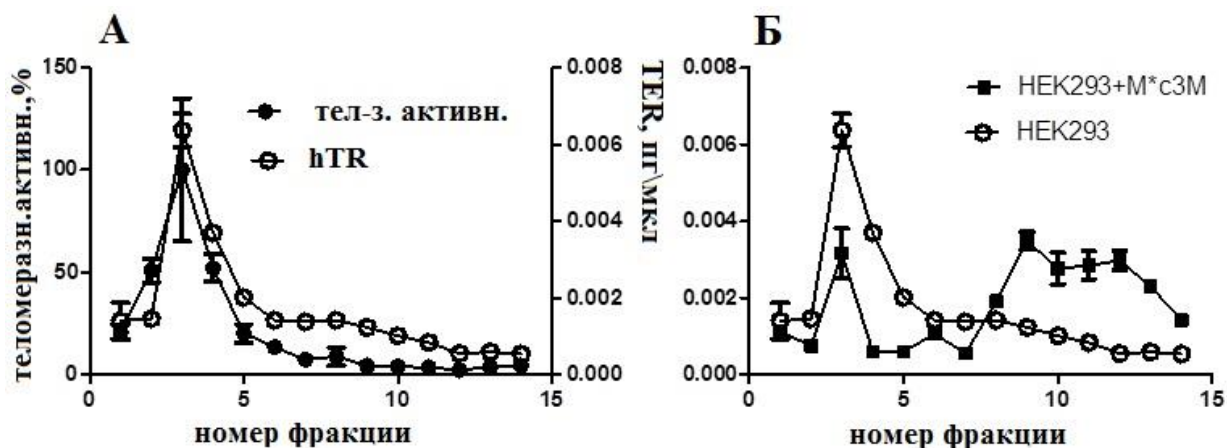 А
теломеразн.активн.,%
150
100
50
0
тел-з. активн.
hTR
0.008
0.006
0.004
0.002
0.000
TER, пг\мкл
0 5 10 15
номер фракции
Б
0.008
0.006
0.004
0.002
0.000
HEK293+M*c3M
HEK293
0 5 10 15
номер фракции